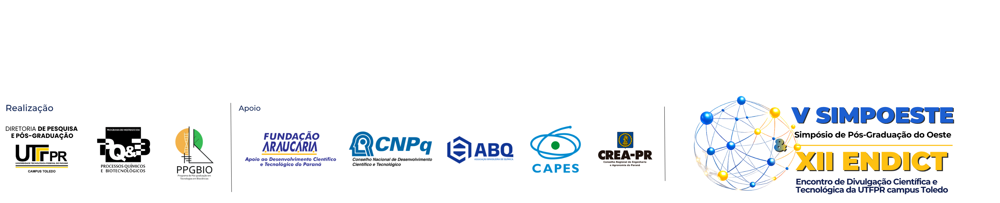 Realização
DIRETORIA DE PESQUISA
E PÓS-GRADUAÇÃO
UTFPR
UNIVERSIDADE TECNOLÓGICA FEDERAL DO PARANÁ
CAMPUS TOLEDO
PROGRAMA DE MESTRADO EM
PQ&B
PROCESSOS QUÍMICOS
E BIOTECNOLÓGICOS
PPGBIO
Programa de Pós-graduação em
Tecnologias em Biociências
Apoio
FUNDAÇÃO
ARAUCÁRIA
Apoio ao Desenvolvimento Científico
e Tecnológico do Paraná
CNPq
Conselho Nacional de Desenvolvimento
Científico e Tecnológico
ABQ
ASSOCIAÇÃO BRASILEIRA DE QUÍMICA
CAPES
CREA-PR
Conselho Regional de Engenharia
e Agronomia do Paraná
V SIMPOESTE
Simpósio de Pós-Graduação do Oeste
&
XII ENDICT
Encontro de Divulgação Científica e
Tecnológica da UTFPR campus Toledo